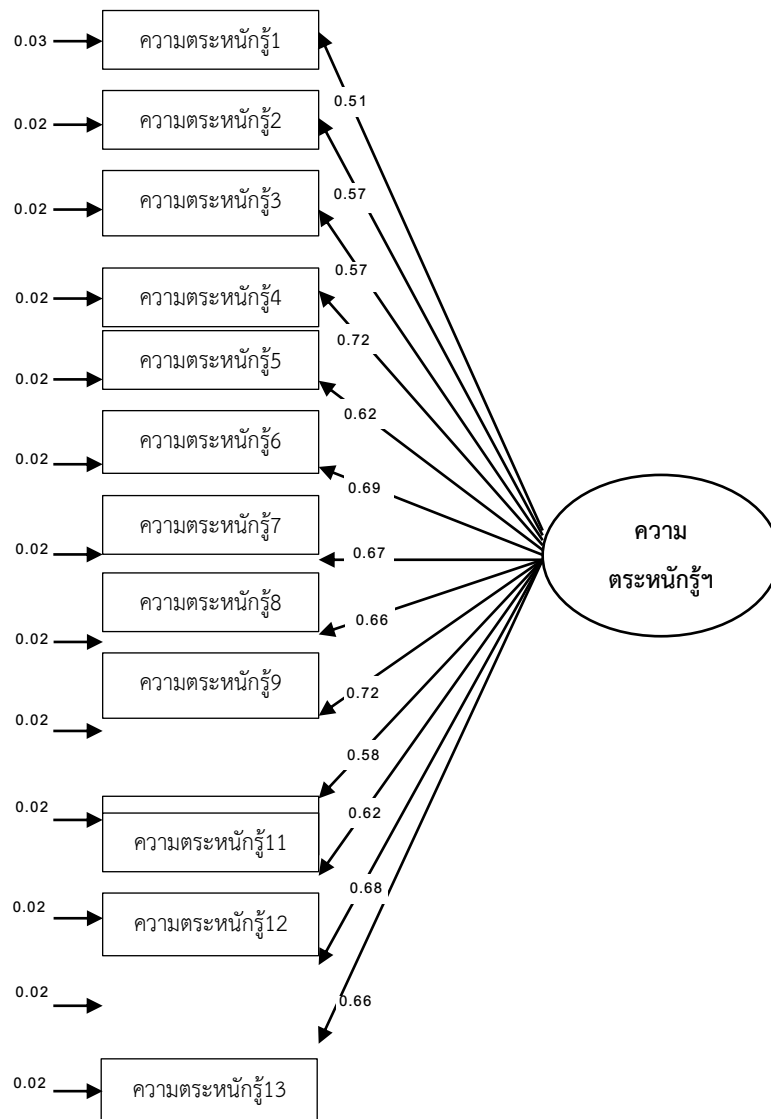 0.03
ความตระหนักรู้1
0.51
0.02
ความตระหนักรู้2
0.57
0.02
ความตระหนักรู้3
0.57
0.02
ความตระหนักรู้4
0.72
0.02
ความตระหนักรู้5
0.62
0.02
ความตระหนักรู้6
0.69
0.02
ความตระหนักรู้7
0.67
0.02
ความตระหนักรู้8
0.66
0.02
ความตระหนักรู้9
0.72
0.58
0.02
ความตระหนักรู้11
0.62
0.02
ความตระหนักรู้12
0.68
0.02
0.66
0.02
ความตระหนักรู้13
ความ
ตระหนักรู้ฯ